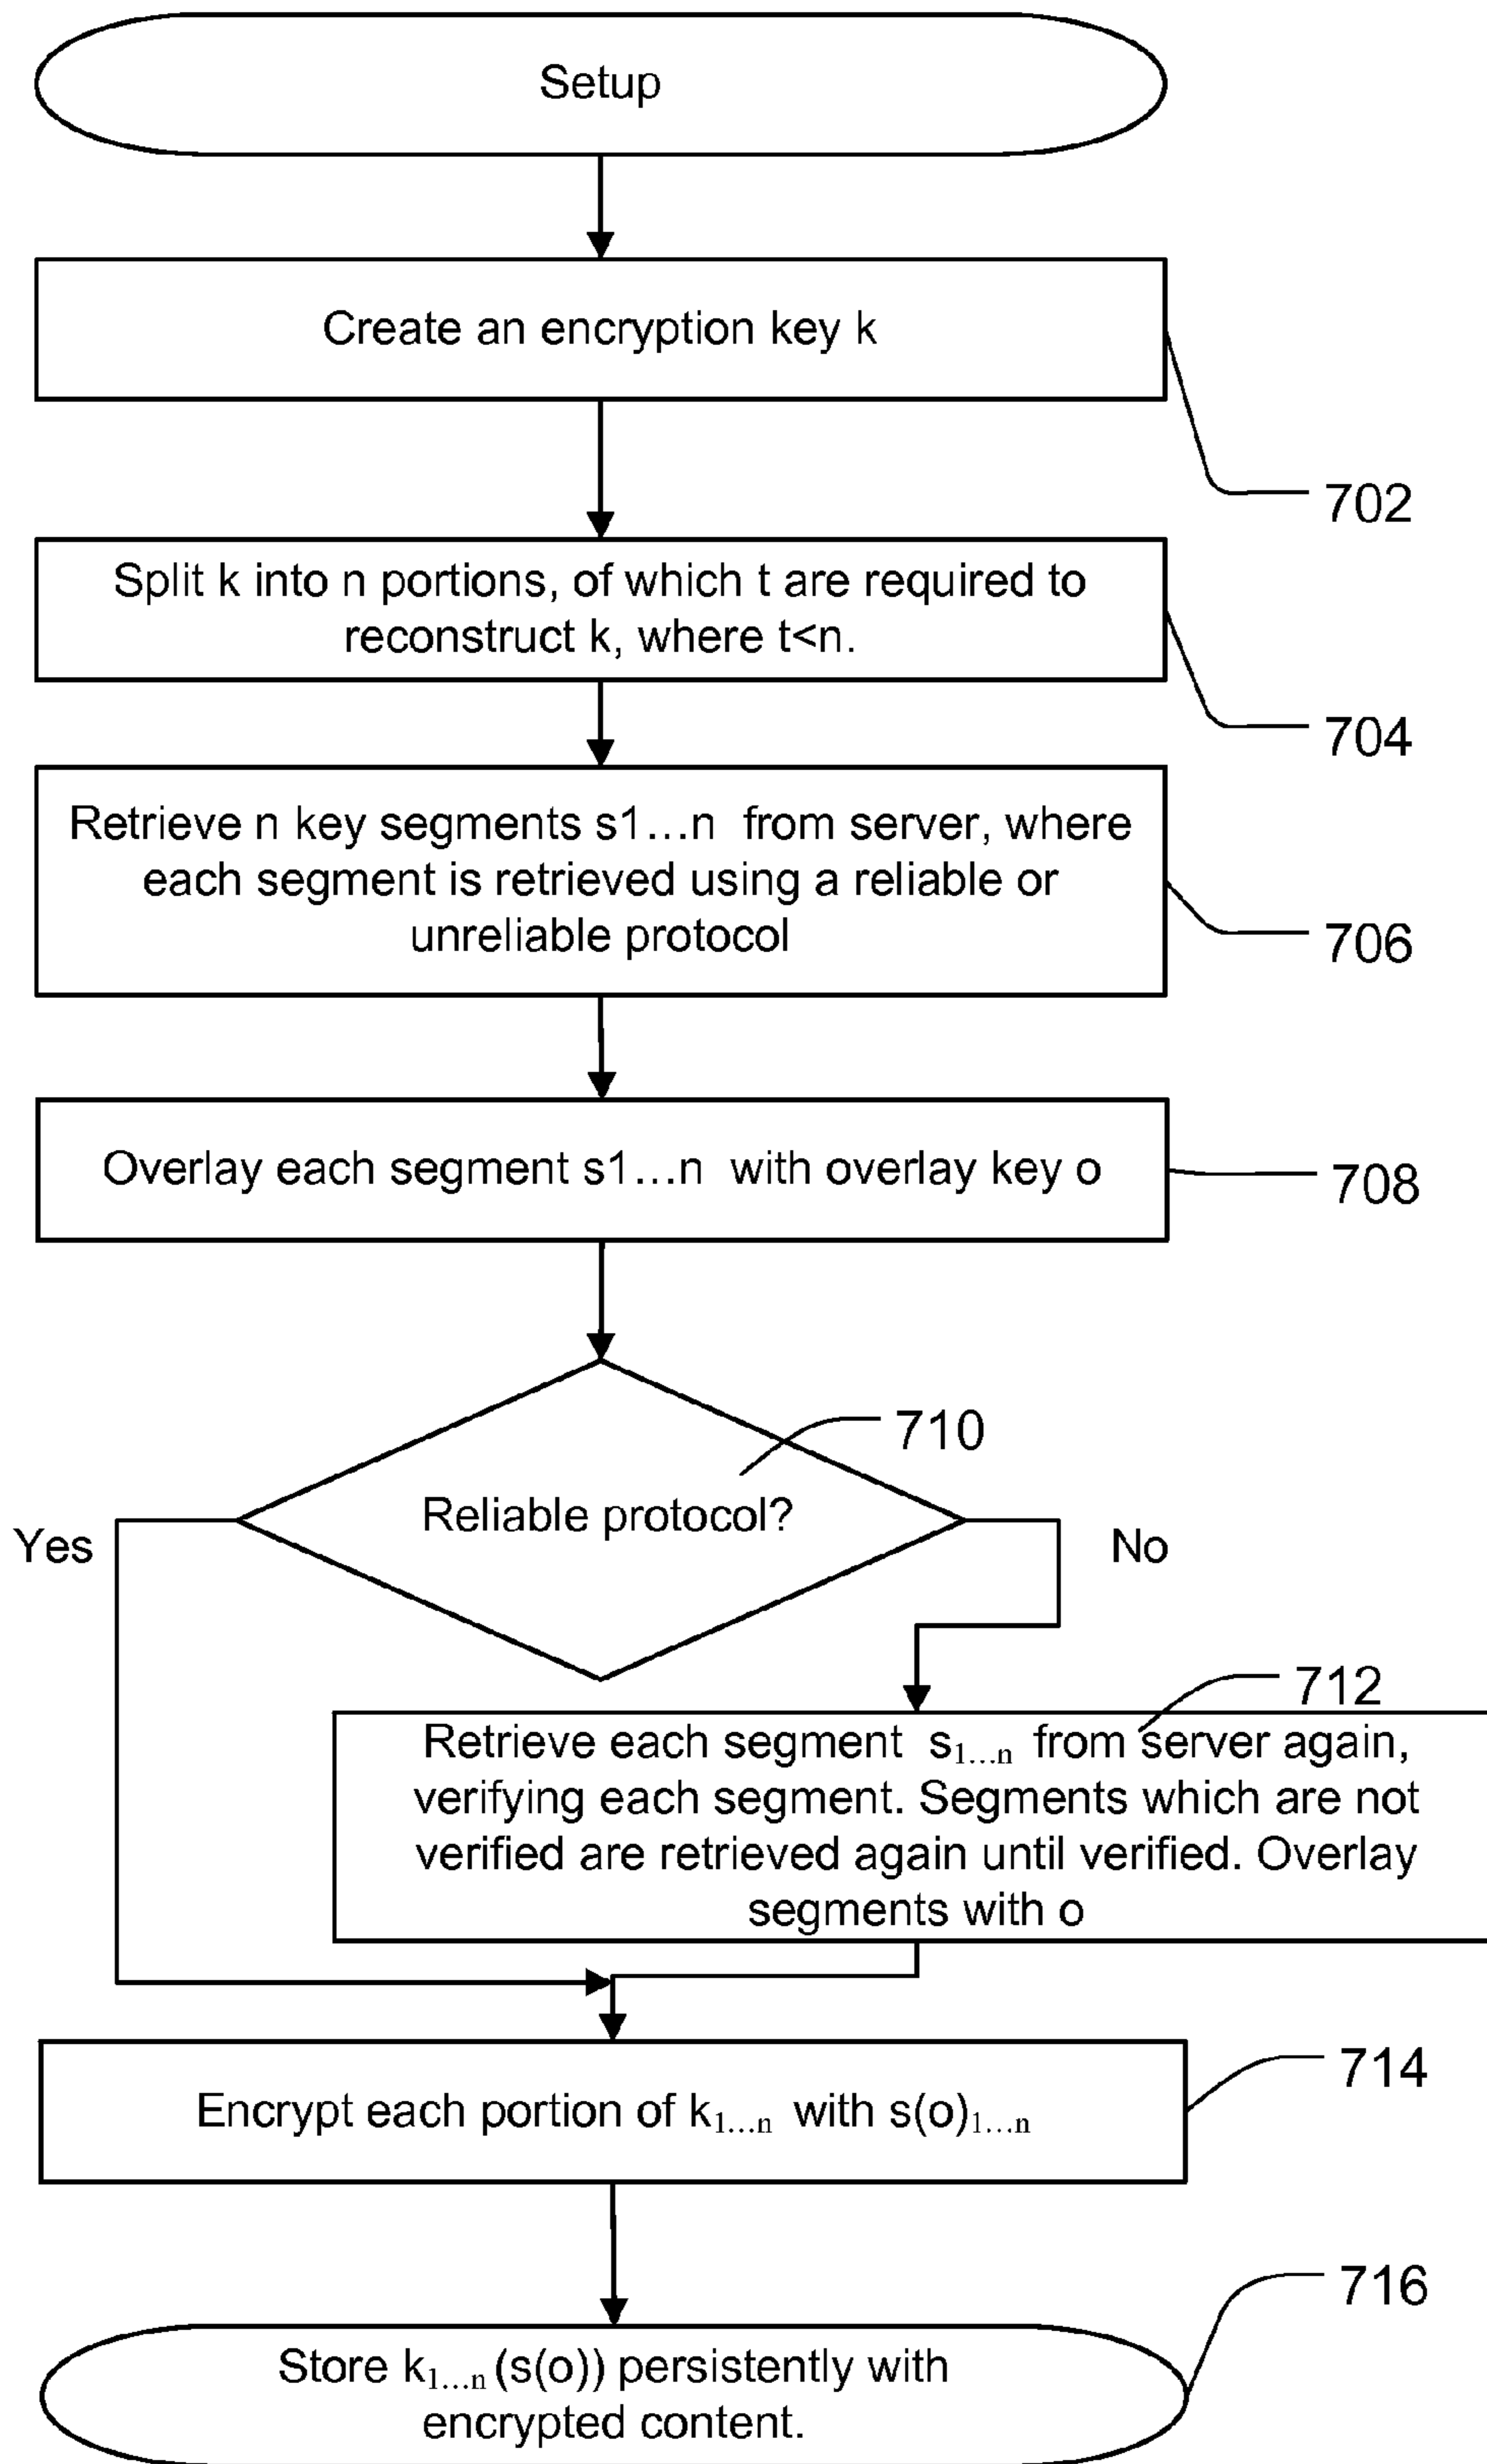 Setup
Create an encryption key k
702
Split k into n portions, of which t are required to
reconstruct k, where t<n.
704
Retrieve n key segments s1...n from server, where
each segment is retrieved using a reliable or
unreliable protocol
706
Overlay each segment s1...n with overlay key o
708
710
Reliable protocol?
Yes
No
712
Retrieve each segment s1...n from server again,
verifying each segment. Segments which are not
verified are retrieved again until verified. Overlay
segments with o
Encrypt each portion of k1...n with s(o)1...n
714
716
Store k1...n(s(o)) persistently with
encrypted content.